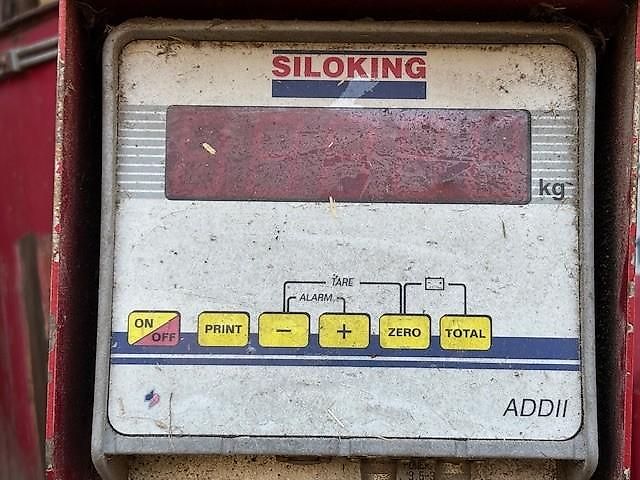 SILOKING
kg
TARE
ALARM
ON
OFF
PRINT
−
+
ZERO
TOTAL
ADDII